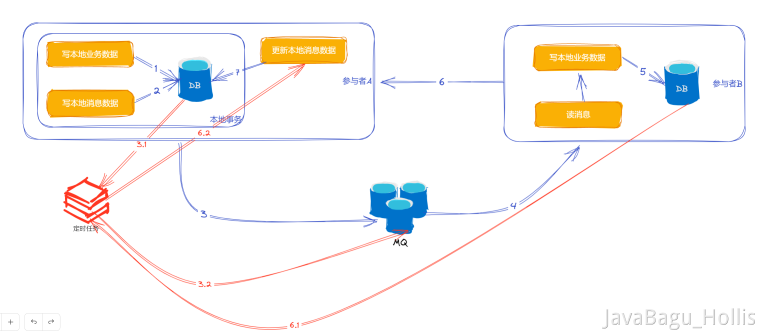 写本地业务数据
更新本地消息数据
1
7
DB
2
写本地消息数据
本地事务
参与者A
6
写本地业务数据
5
DB
参与者B
读消息
3.1
6.2
定时任务
3
4
MQ
3.2
6.1
JavaBagu_Hollis